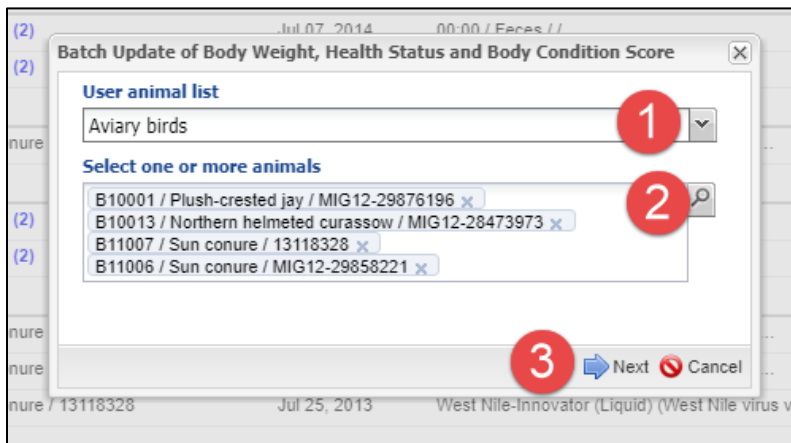 (2) Jul 07, 2014 00:00 / Feces / /
Batch Update of Body Weight, Health Status and Body Condition Score
(2)
User animal list
Aviary birds
1
nure
Select one or more animals
B10001 / Plush-crested jay / MIG12-29876196 x
2
(2)
B10013 / Northern helmeted curassow / MIG12-28473973 x
B11007 / Sun conure / 13118328 x
(2)
B11006 / Sun conure / MIG12-29858221 x
nure
3
nure
Next Cancel
nure / 13118328 Jul 25, 2013 West Nile-Innovator (Liquid) (West Nile virus v